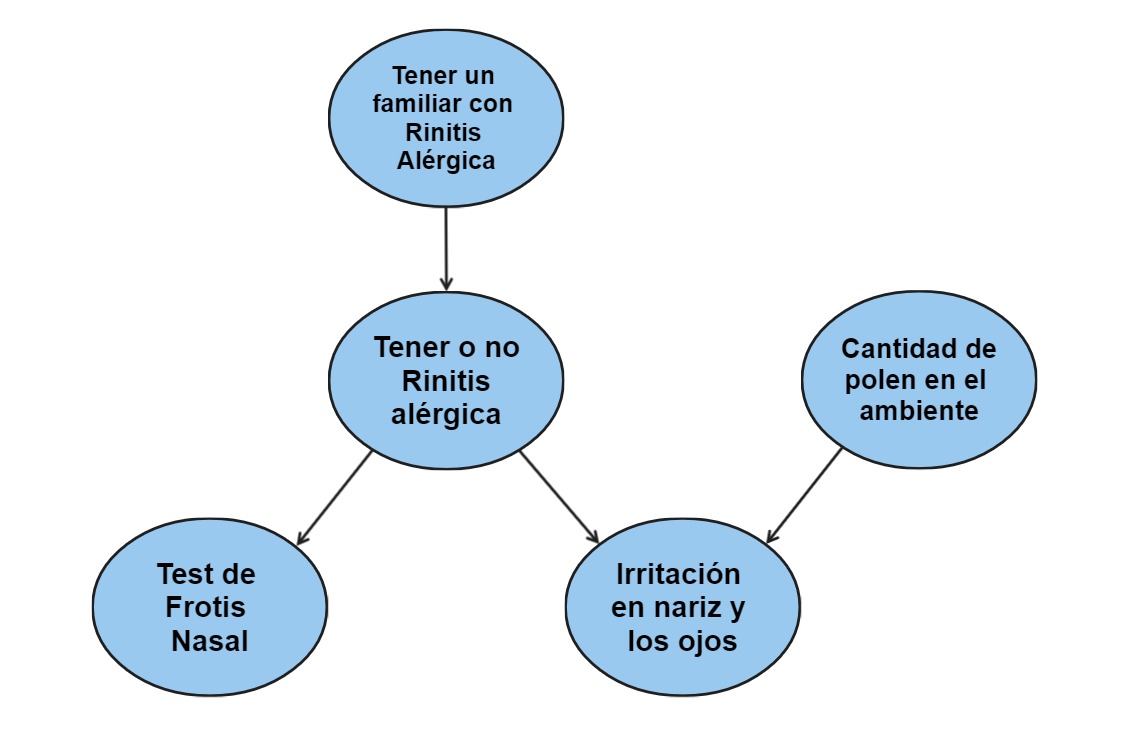 Tener un
familiar con
Rinitis
Alérgica
Tener o no
Rinitis
alérgica
Cantidad de
polen en el
ambiente
Test de
Frotis
Nasal
Irritación
en nariz y
los ojos